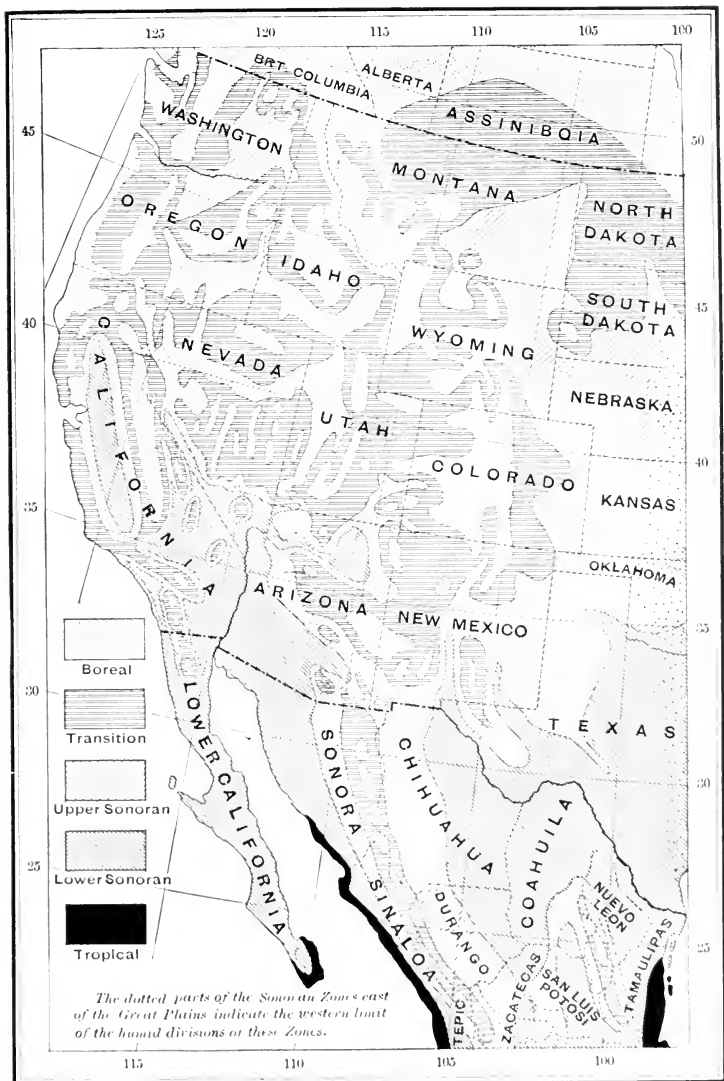 125 120 115 110 105 100
BRT. COLUMBIA
ALBERTA
ASSINIBOIA
WASHINGTON
45
50
MONTANA
OREGON
NORTH
DAKOTA
IDAHO
SOUTH
DAKOTA
45
40
WYOMING
CALIFORNIA
NEVADA
NEBRASKA
UTAH
COLORADO
40
KANSAS
35
OKLAHOMA
ARIZONA
NEW MEXICO
35
Boreal
30
TEXAS
Transition
LOWER CALIFORNIA
SONORA
CHIHUAHUA
30
Upper Sonoran
COAHUILA
25
Lower Sonoran
SINALOA
DURANGO
NUEVO
LEON
Tropical
ZACATECAS
SAN LUIS
POTOSI
TAMAULIPAS
25
TEPIC
The dotted parts of the Sonoran Zones east
of the Great Plains indicate the western limit
of the humid divisions of these Zones.
115 110 105 100